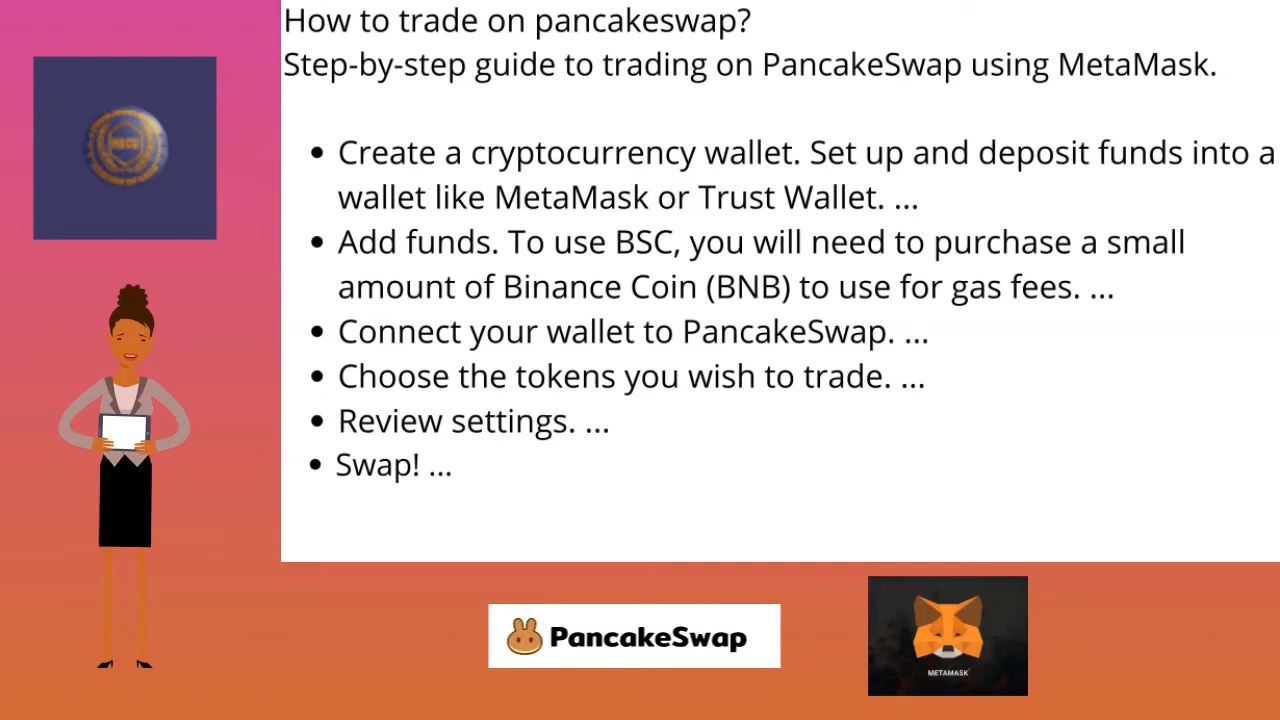 How to trade on pancakeswap?
Step-by-step guide to trading on PancakeSwap using MetaMask.
• Create a cryptocurrency wallet. Set up and deposit funds into a
wallet like MetaMask or Trust Wallet. ...
• Add funds. To use BSC, you will need to purchase a small
amount of Binance Coin (BNB) to use for gas fees. ...
• Connect your wallet to PancakeSwap. ...
• Choose the tokens you wish to trade. ...
• Review settings. ...
• Swap! ...
PancakeSwap
METAMASK